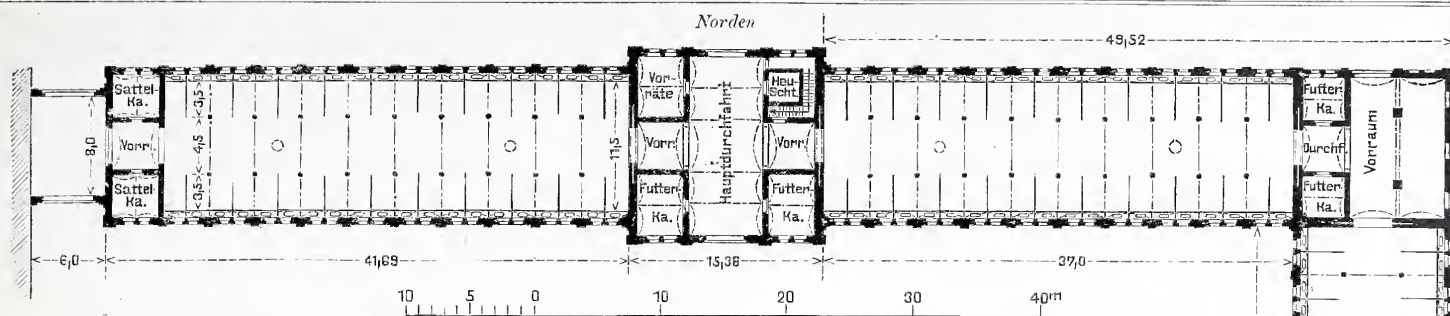 Norden
49,52
Sattel-
Ka.
Vor-
räte
Heu-
Scht.
Futter
Ka.
3,5
8,0
Vorr.
4,5
11,5
Vorr.
Hauptdurchfahrt
Vorr.
Durchf.
Vorraum
Sattel-
Ka.
3,5
Futter-
Ka.
Futter-
Ka.
Futter-
Ka.
6,0
41,69
15,38
37,0
10 5 0 10 20 30 40m